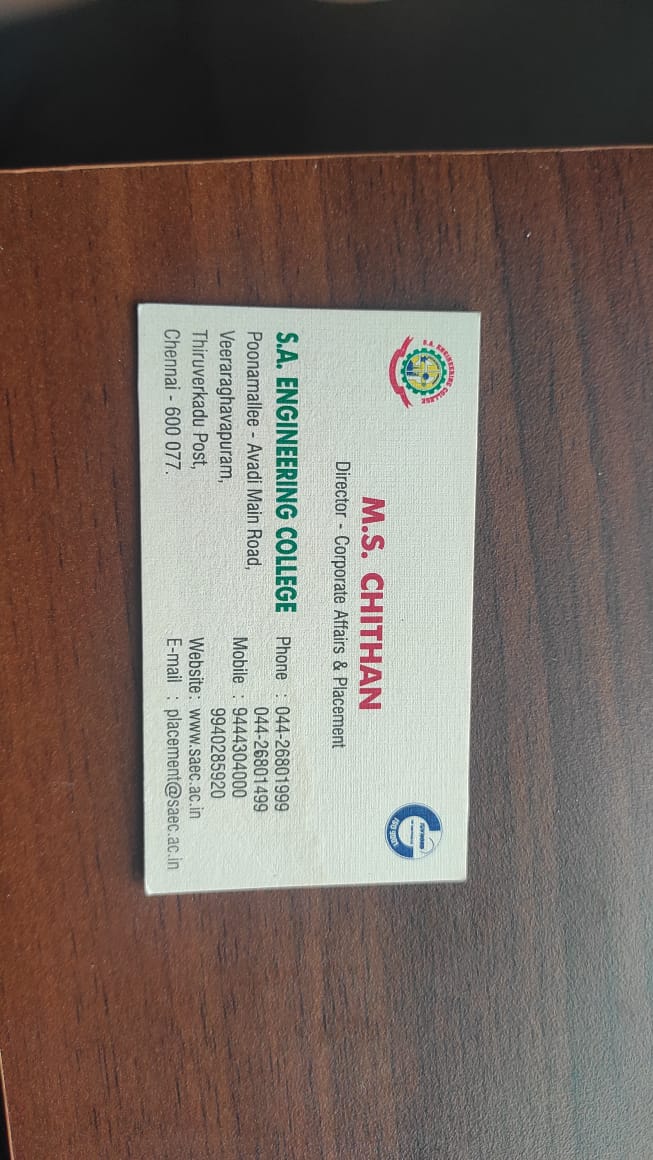 S.A. ENGINEERING COLLEGE
M.S. CHITHAN
Director - Corporate Affairs & Placement
S.A. ENGINEERING COLLEGE
Poonamallee - Avadi Main Road,
Veeraraghavapuram,
Thiruverkadu Post,
Chennai - 600 077.
Phone : 044-26801999
044-26801499
Mobile : 9444304000
9940285920
Website : www.saec.ac.in
E-mail : placement@saec.ac.in